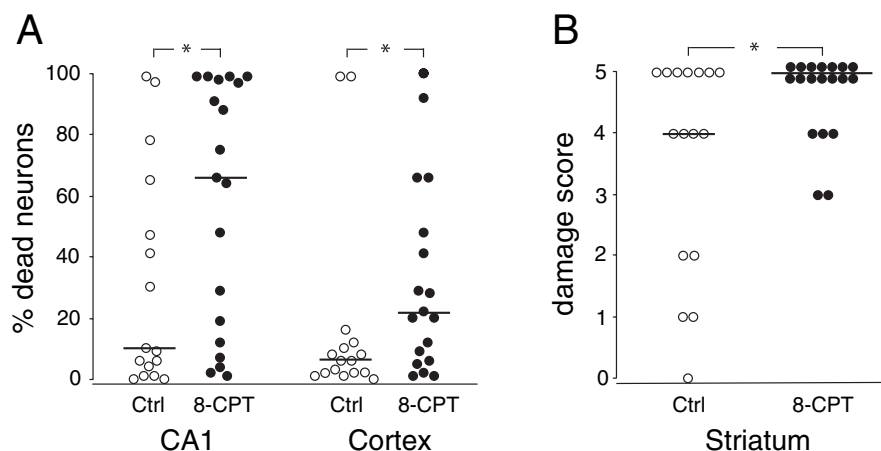 A
B
*
*
*
% dead neurons
100
80
60
40
20
0
Ctrl
8-CPT
Ctrl
8-CPT
CA1
Cortex
damage score
5
4
3
2
1
0
Ctrl
8-CPT
Striatum